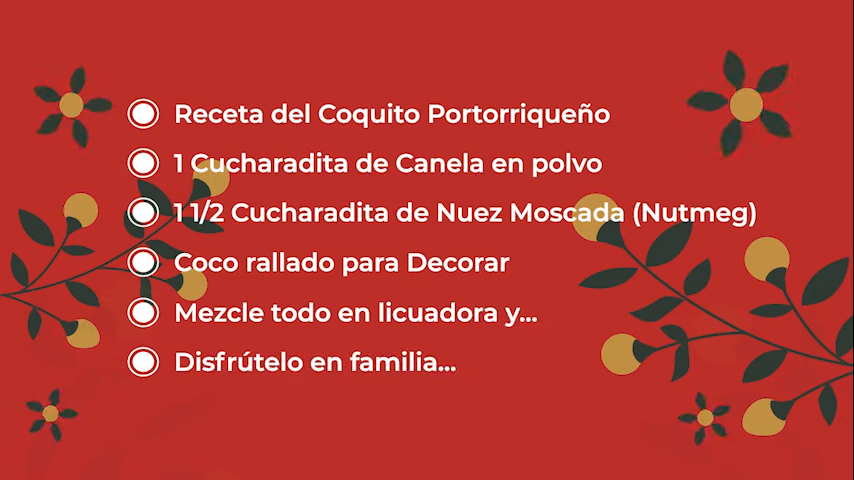 Receta del Coquito Portorriqueño
1 Cucharadita de Canela en polvo
1 1/2 Cucharadita de Nuez Moscada (Nutmeg)
Coco rallado para Decorar
Mezcle todo en licuadora y...
Disfrútelo en familia...